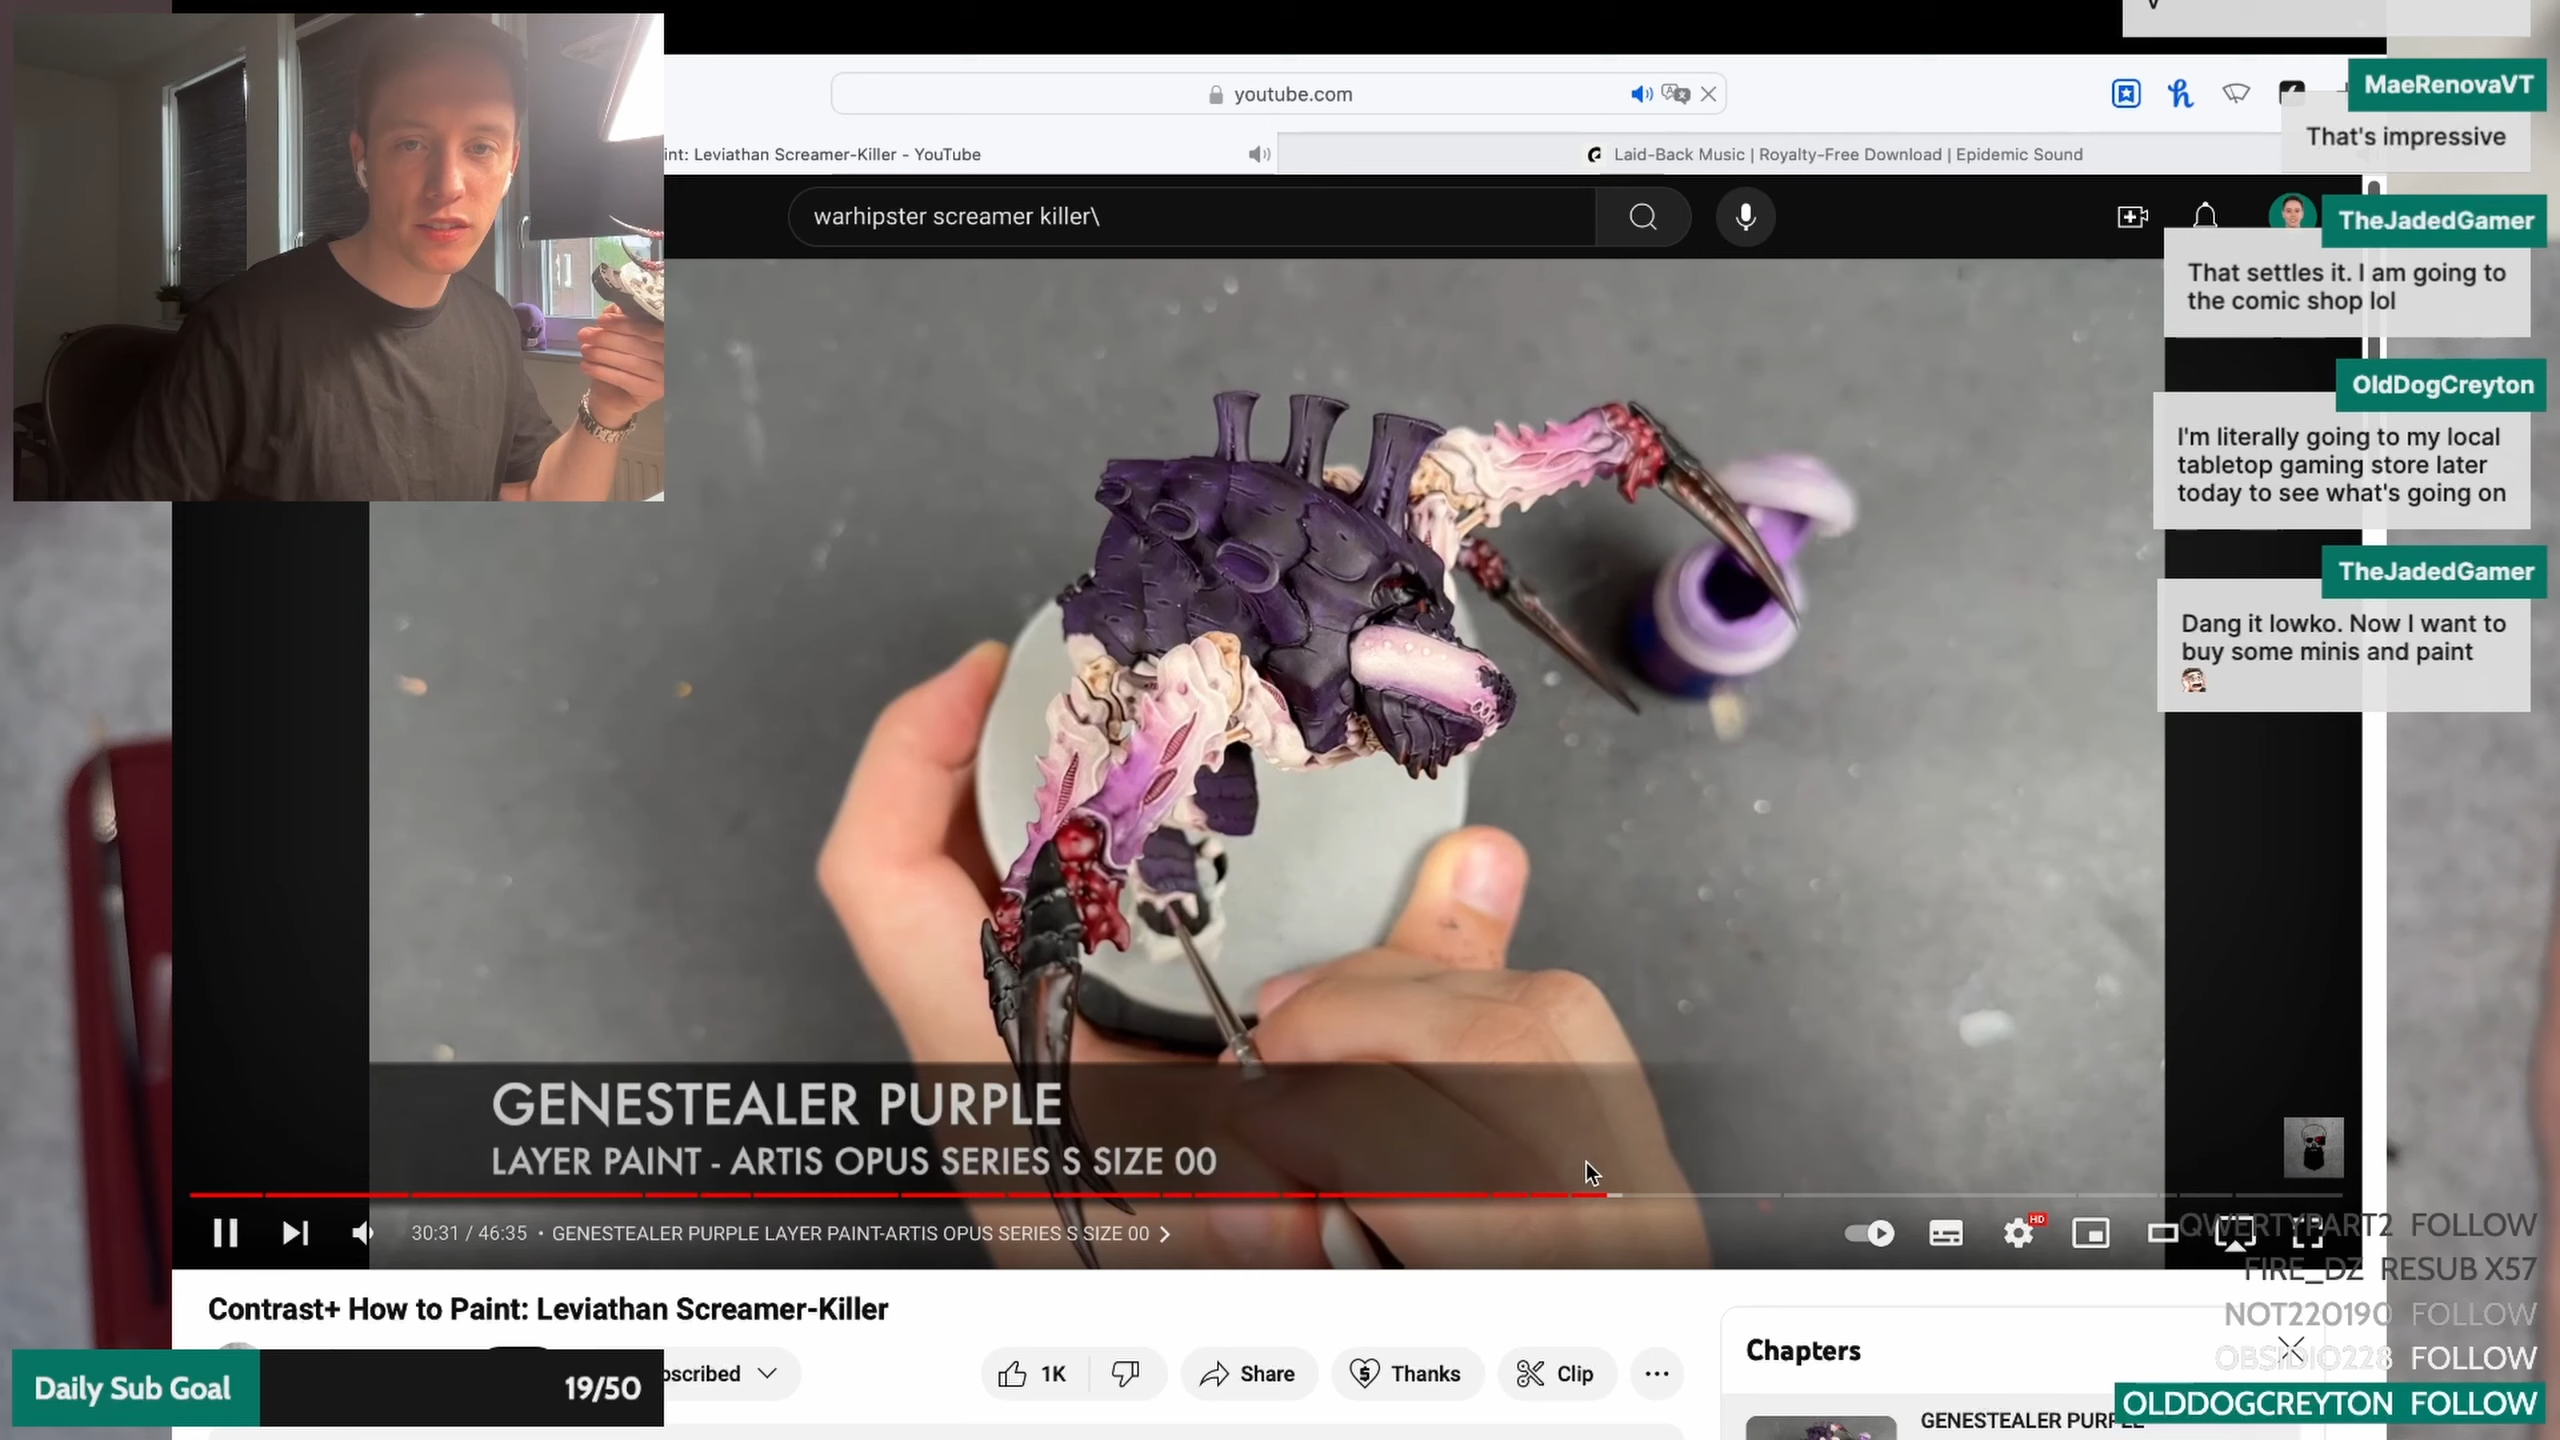 youtube.com
int: Leviathan Screamer-Killer - YouTube
Laid-Back Music | Royalty-Free Download | Epidemic Sound
warhipster screamer killer\
MaeRenovaVT
That's impressive
TheJadedGamer
That settles it. I am going to
the comic shop lol
OldDogCreyton
I'm literally going to my local
tabletop gaming store later
today to see what's going on
TheJadedGamer
Dang it lowko. Now I want to
buy some minis and paint
GENESTEALER PURPLE
LAYER PAINT - ARTIS OPUS SERIES S SIZE 00
30:31 / 46:35 • GENESTEALER PURPLE LAYER PAINT-ARTIS OPUS SERIES S SIZE 00
HD
QWERTYPART2 FOLLOW
FIRE_DZ RESUB X57
NOT220190 FOLLOW
OBSIDIO228 FOLLOW
OLDDOGCREYTON FOLLOW
Contrast+ How to Paint: Leviathan Screamer-Killer
bscribed
1K
Share
Thanks
Clip
Chapters
GENESTEALER PURPLE
Daily Sub Goal
19/50